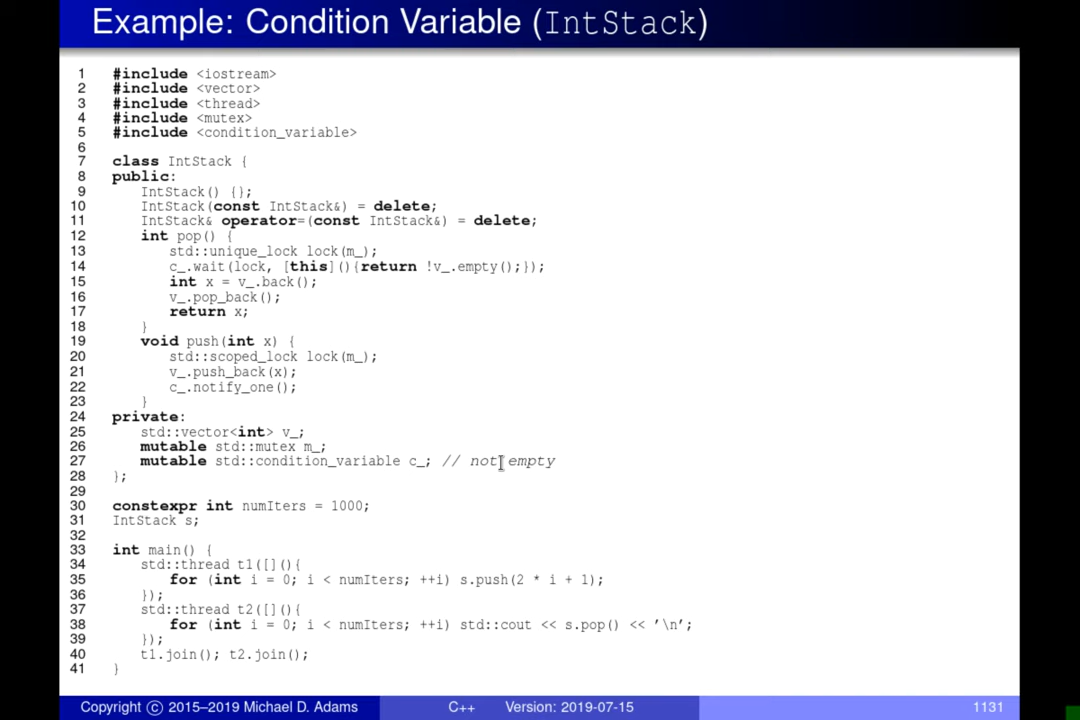 Example: Condition Variable (IntStack)
1 #include <iostream>
2 #include <vector>
3 #include <thread>
4 #include <mutex>
5 #include <condition_variable>
6
7 class IntStack {
8 public:
9 IntStack() {};
10 IntStack(const IntStack&) = delete;
11 IntStack& operator=(const IntStack&) = delete;
12 int pop() {
13 std::unique_lock lock(m_);
14 c_.wait(lock, [this](){return !v_.empty();});
15 int x = v_.back();
16 v_.pop_back();
17 return x;
18 }
19 void push(int x) {
20 std::scoped_lock lock(m_);
21 v_.push_back(x);
22 c_.notify_one();
23 }
24 private:
25 std::vector<int> v_;
26 mutable std::mutex m_;
27 mutable std::condition_variable c_; // not empty
28 };
29
30 constexpr int numIters = 1000;
31 IntStack s;
32
33 int main() {
34 std::thread t1([](){
35 for (int i = 0; i < numIters; ++i) s.push(2 * i + 1);
36 });
37 std::thread t2([](){
38 for (int i = 0; i < numIters; ++i) std::cout << s.pop() << '\n';
39 });
40 t1.join(); t2.join();
41 }
Copyright © 2015–2019 Michael D. Adams C++ Version: 2019-07-15 1131